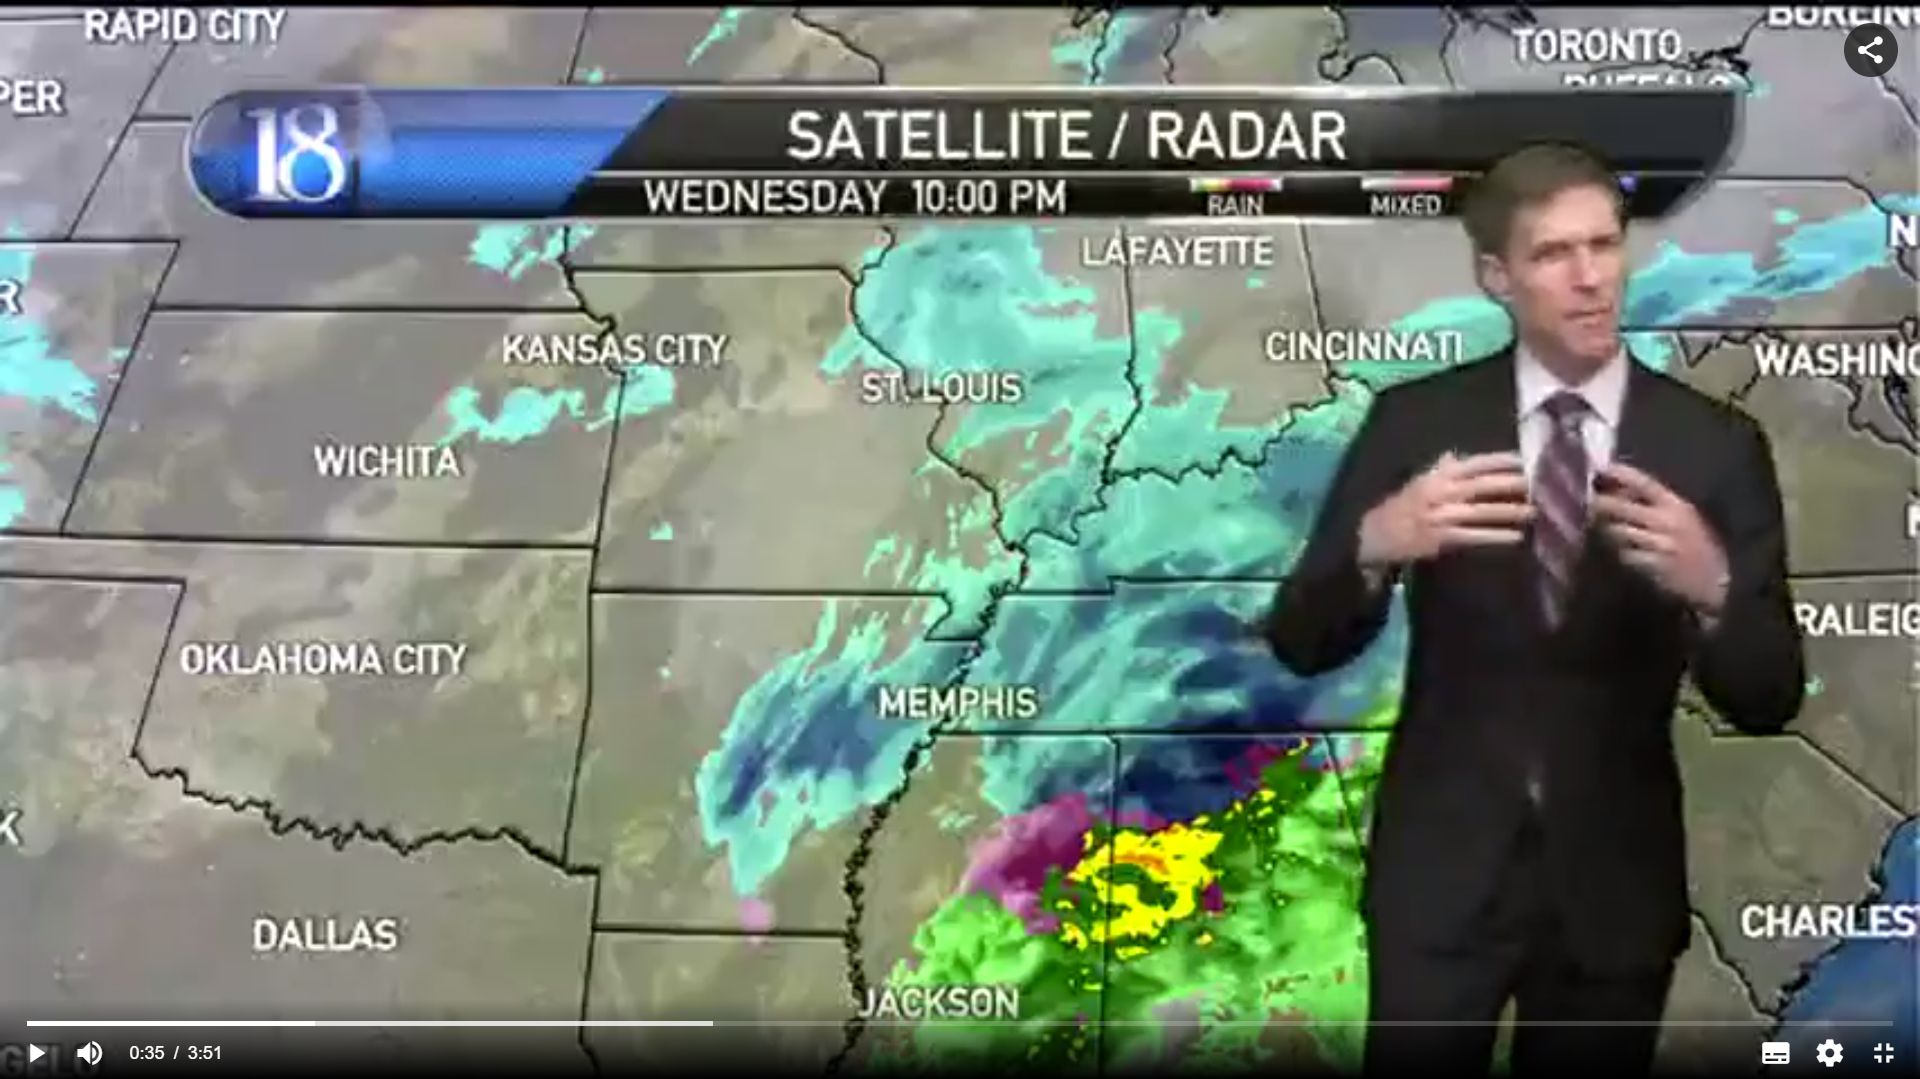 RAPID CITY
TORONTO
PER
18
SATELLITE / RADAR
WEDNESDAY 10:00 PM
RAIN
MIXED
LAFAYETTE
N
R
KANSAS CITY
CINCINNATI
WASHING
ST. LOUIS
WICHITA
RALEIG
OKLAHOMA CITY
MEMPHIS
K
DALLAS
CHARLES
JACKSON
0:35 / 3:51